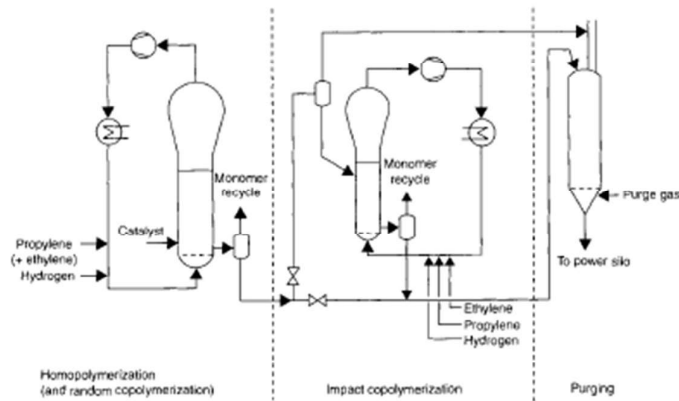 Monomer
recycle
Catalyst
Propylene
(+ ethylene)
Hydrogen
Homopolymerization
(and random copolymerization)
Monomer
recycle
Ethylene
Propylene
Hydrogen
Impact copolymerization
Purge gas
To power silo
Purging